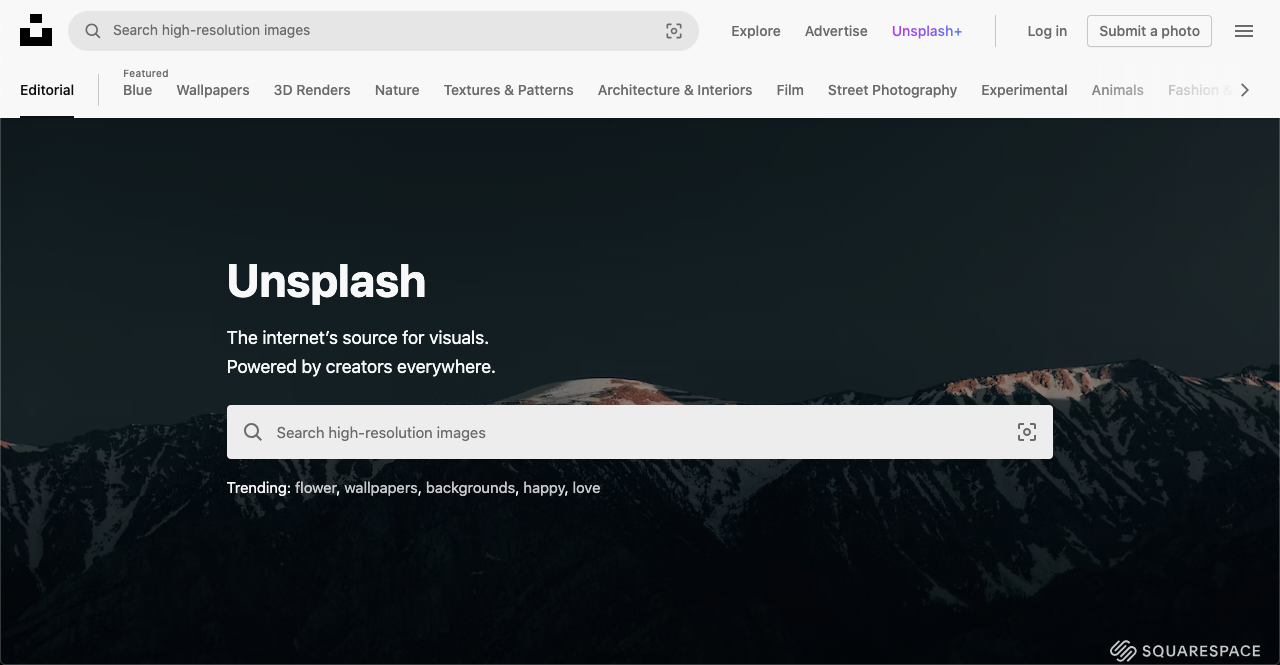 Search high-resolution images
Explore Advertise Unsplash+ Log in Submit a photo
Editorial
Featured
Blue Wallpapers 3D Renders Nature Textures & Patterns Architecture & Interiors Film Street Photography Experimental Animals Fashion &
Unsplash
The internet’s source for visuals.
Powered by creators everywhere.
Search high-resolution images
Trending: flower, wallpapers, backgrounds, happy, love
SQUARESPACE